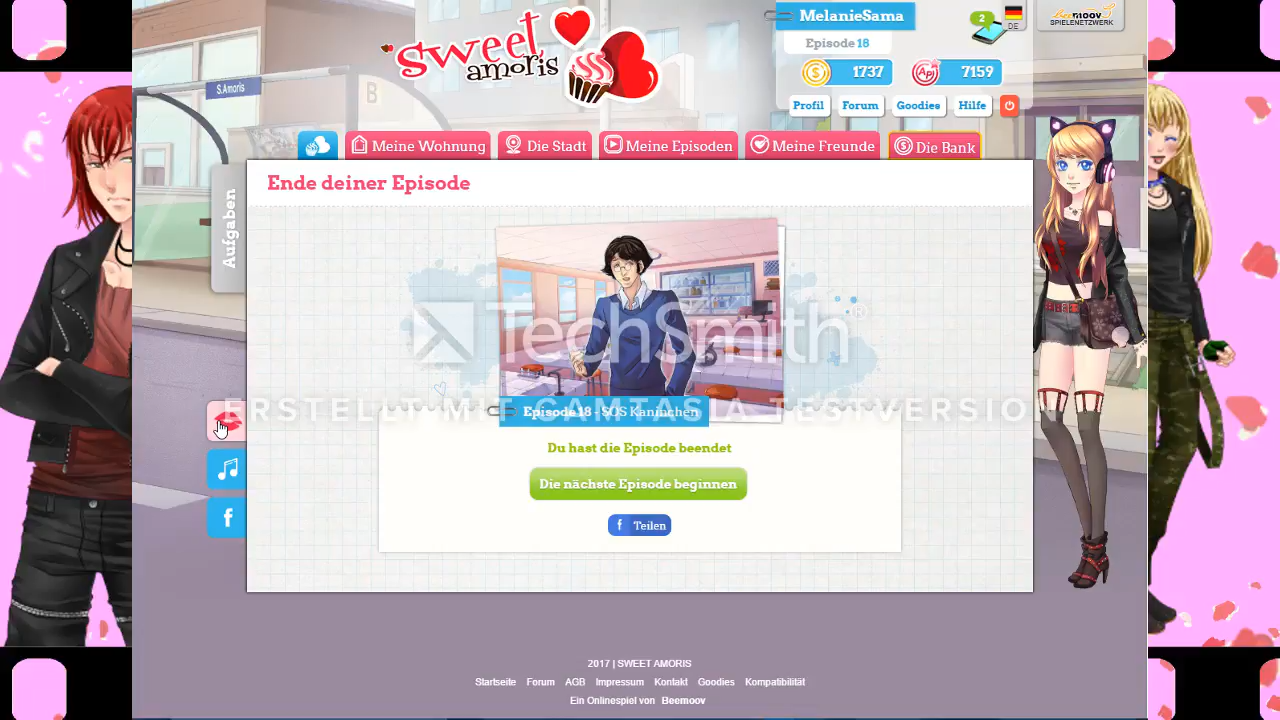 sweet
amoris
MelanieSama
Episode 18
1737
7159
2
DE
Beemoov
SPIELENETZWERK
Profil
Forum
Goodies
Hilfe
S.Amoris
B
Meine Wohnung
Die Stadt
Meine Episoden
Meine Freunde
Die Bank
Aufgaben
Ende deiner Episode
TechSmith
ERSTELLT MIT CAMTASIA TESTVERSION
Episode 18 - SOS Kaninchen
Du hast die Episode beendet
Die nächste Episode beginnen
f Teilen
2017 | SWEET AMORIS
Startseite Forum AGB Impressum Kontakt Goodies Kompatibilität
Ein Onlinespiel von Beemoov